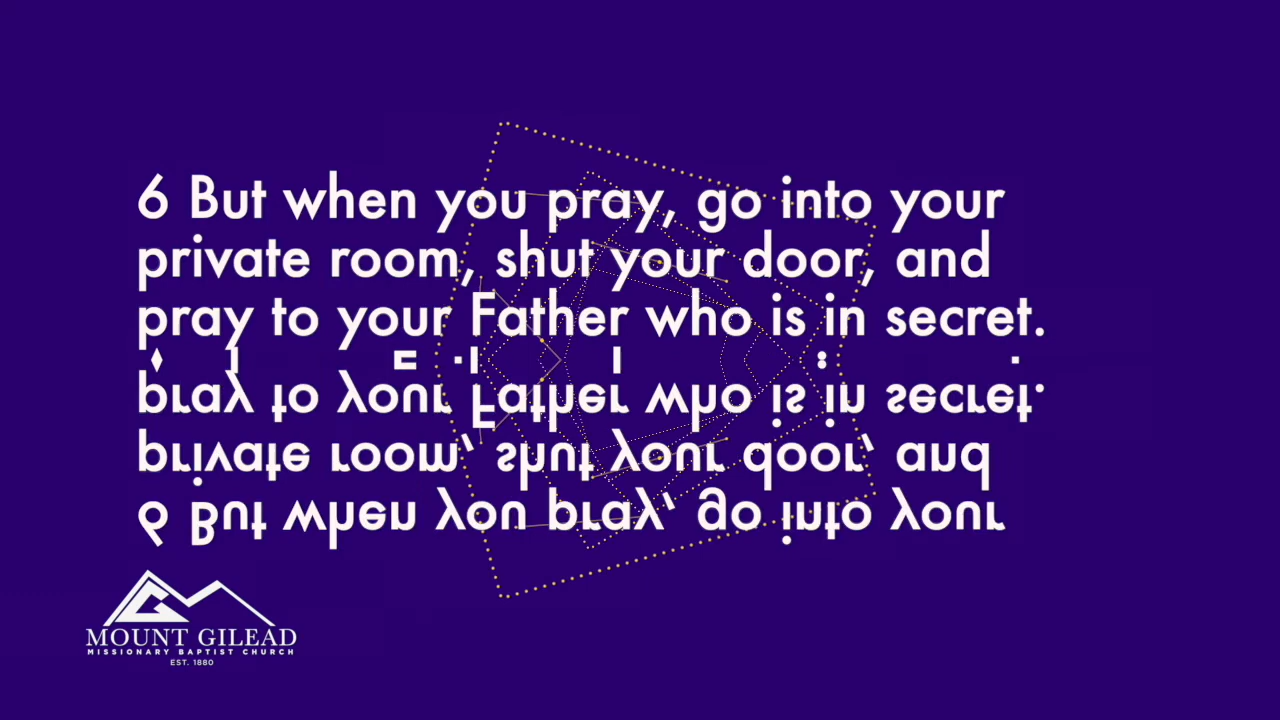 6 But when you pray, go into your
private room, shut your door, and
pray to your Father who is in secret.
MOUNT GILEAD
MISSIONARY BAPTIST CHURCH
EST. 1880